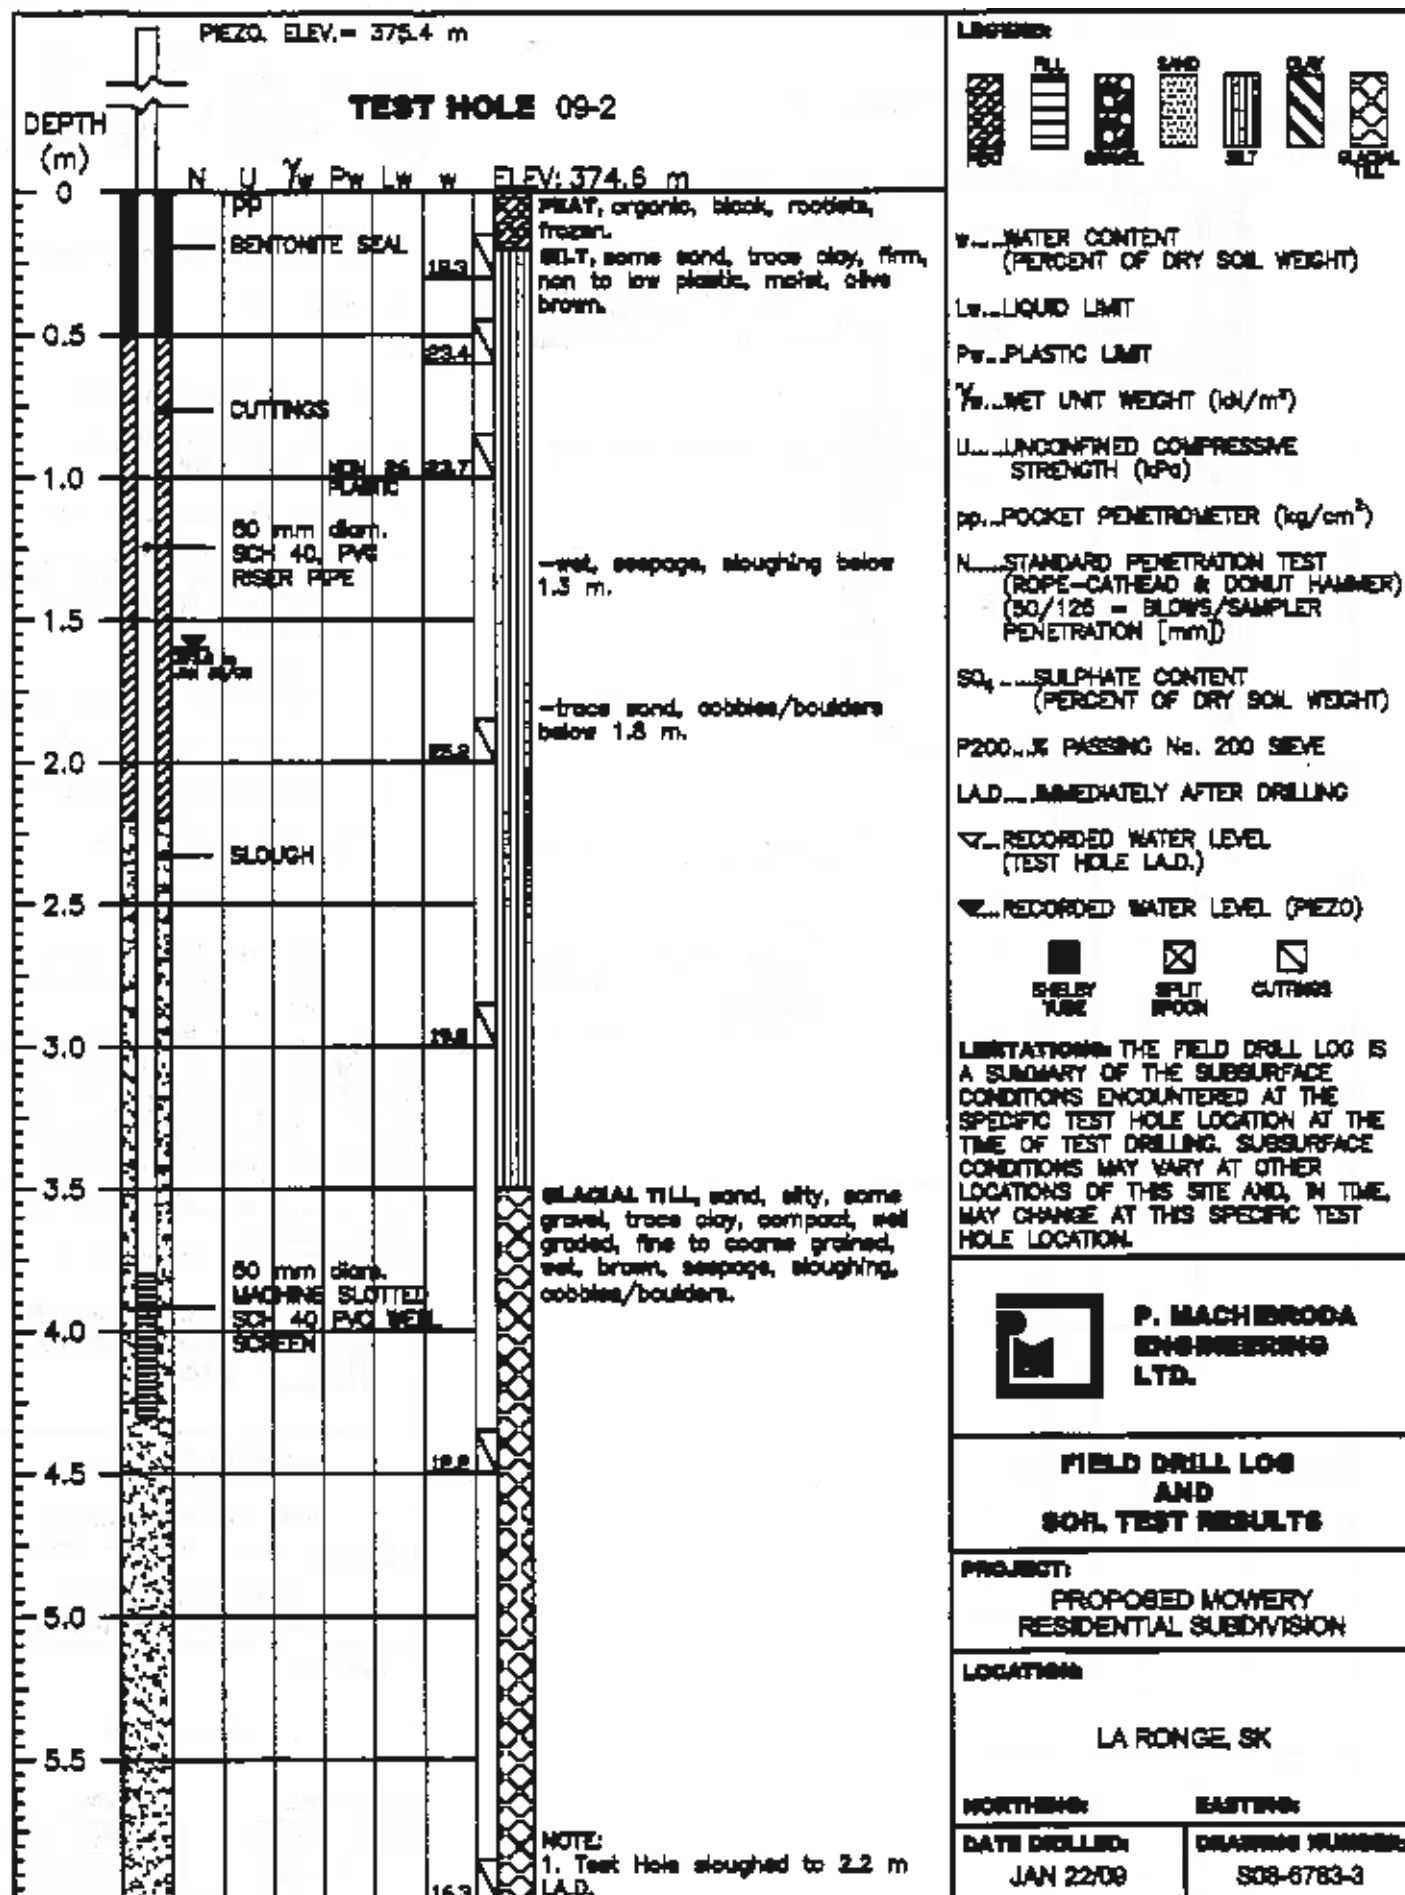 PIEZO. ELEV.= 375.4 m
TEST HOLE 09-2
DEPTH
(m)
N U γw Pw Lw w ELEV: 374.6 m
0
PP
BENTONITE SEAL
PEAT, organic, black, rootlets,
frozen.
SILT, some sand, trace clay, firm,
non to low plastic, moist, olive
brown.
0.5
23.4
CUTTINGS
NON 26 23.7
PLASTIC
1.0
50 mm diam.
SCH 40, PVC
RISER PIPE
-wet, seepage, sloughing below
1.3 m.
1.5
-trace sand, cobbles/boulders
below 1.8 m.
25.2
2.0
SLOUGH
2.5
3.0
3.5
GLACIAL TILL, sand, silty, some
gravel, trace clay, compact, well
graded, fine to coarse grained,
wet, brown, seepage, sloughing,
cobbles/boulders.
50 mm diam.
MACHINE SLOTTED
SCH 40 PVC WELL
SCREEN
4.0
4.5
5.0
5.5
NOTE:
1. Test Hole sloughed to 2.2 m
I.A.D.
16.3
LEGEND:
FILL SAND CLAY
PEAT GRAVEL SILT GLACIAL
TILL
w....WATER CONTENT
(PERCENT OF DRY SOIL WEIGHT)
Lw...LIQUID LIMIT
Pw...PLASTIC LIMIT
γw...WET UNIT WEIGHT (kN/m³)
U....UNCONFINED COMPRESSIVE
STRENGTH (kPa)
pp...POCKET PENETROMETER (kg/cm²)
N....STANDARD PENETRATION TEST
(ROPE-CATHEAD & DONUT HAMMER)
(50/125 = BLOWS/SAMPLER
PENETRATION [mm])
SO₄ ....SULPHATE CONTENT
(PERCENT OF DRY SOIL WEIGHT)
P200...% PASSING No. 200 SIEVE
I.A.D....IMMEDIATELY AFTER DRILLING
RECORDED WATER LEVEL
(TEST HOLE I.A.D.)
RECORDED WATER LEVEL (PIEZO)
SHELBY
TUBE
SPLIT
SPOON
CUTTINGS
LIMITATIONS: THE FIELD DRILL LOG IS
A SUMMARY OF THE SUBSURFACE
CONDITIONS ENCOUNTERED AT THE
SPECIFIC TEST HOLE LOCATION AT THE
TIME OF TEST DRILLING. SUBSURFACE
CONDITIONS MAY VARY AT OTHER
LOCATIONS OF THIS SITE AND, IN TIME,
MAY CHANGE AT THIS SPECIFIC TEST
HOLE LOCATION.
P. MACHIBRODA
ENGINEERING
LTD.
FIELD DRILL LOG
AND
SOIL TEST RESULTS
PROJECT:
PROPOSED MOWERY
RESIDENTIAL SUBDIVISION
LOCATION:
LA RONGE, SK
NORTHING: EASTING:
DATE DRILLED: DRAWING NUMBER:
JAN 22/09 S08-6783-3